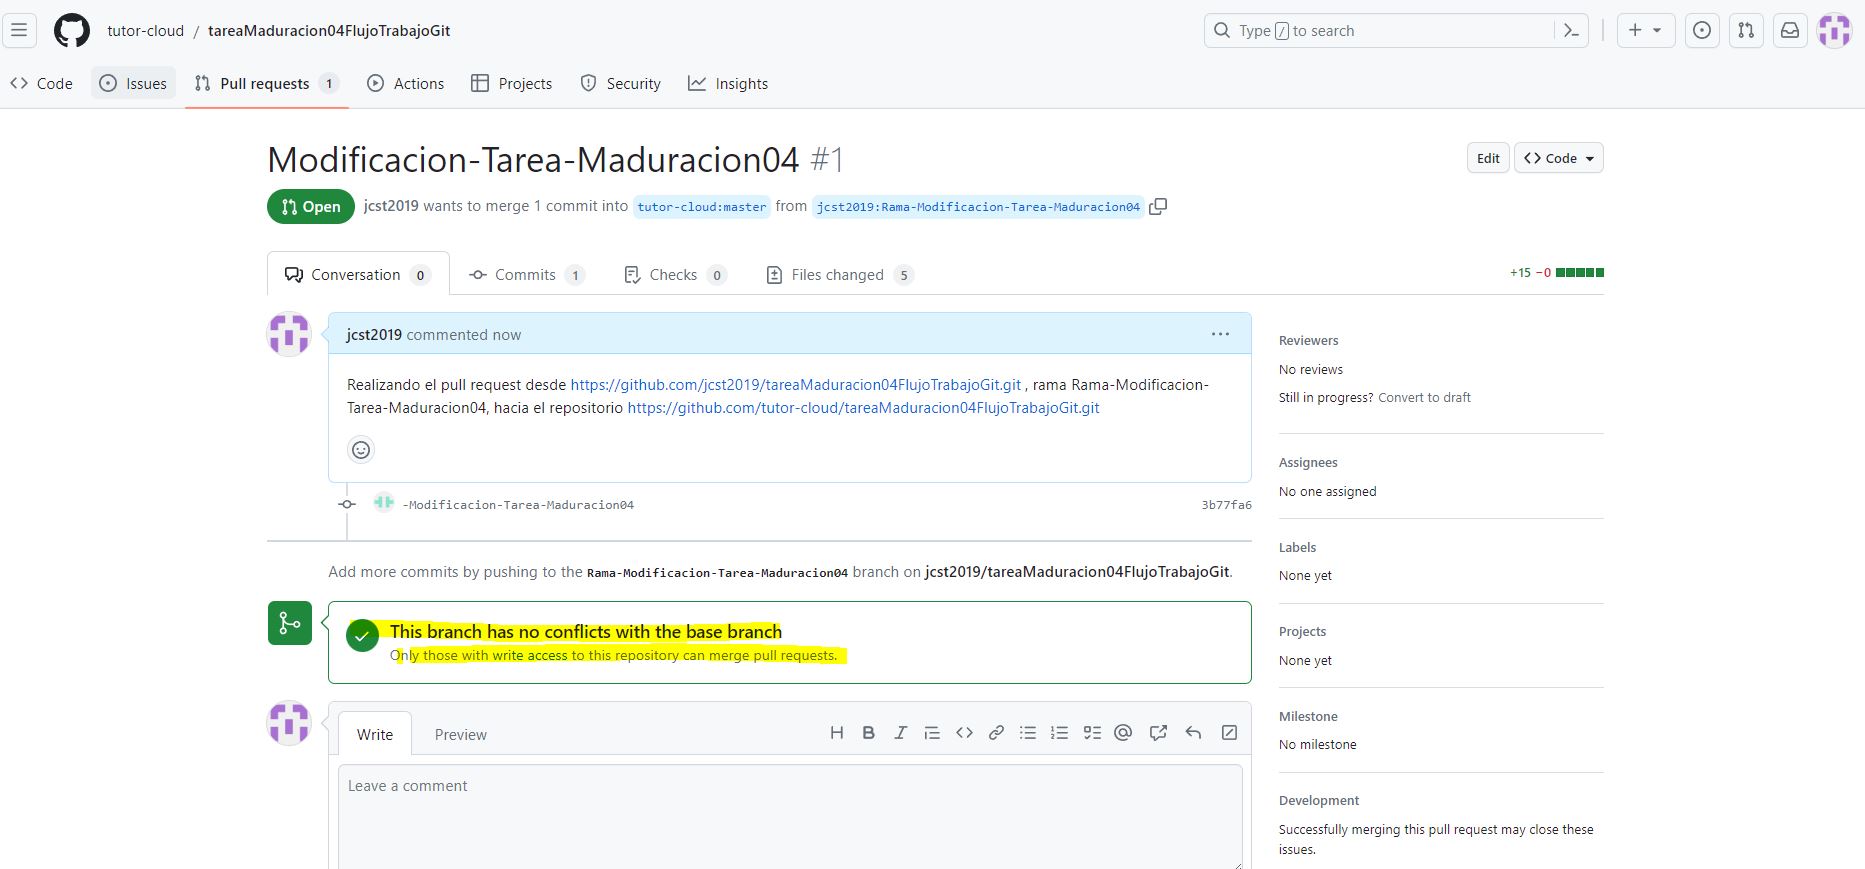 tutor-cloud / tareaMaduracion04FlujoTrabajoGit
Type / to search
Code Issues Pull requests 1 Actions Projects Security Insights
Modificacion-Tarea-Maduracion04 #1
Edit
Code
Open jcst2019 wants to merge 1 commit into tutor-cloud:master from jcst2019:Rama-Modificacion-Tarea-Maduracion04
Conversation 0 Commits 1 Checks 0 Files changed 5
+15 −0
jcst2019 commented now
Realizando el pull request desde https://github.com/jcst2019/tareaMaduracion04FlujoTrabajoGit.git , rama Rama-Modificacion-
Tarea-Maduracion04, hacia el repositorio https://github.com/tutor-cloud/tareaMaduracion04FlujoTrabajoGit.git
-Modificacion-Tarea-Maduracion04 3b77fa6
Add more commits by pushing to the Rama-Modificacion-Tarea-Maduracion04 branch on jcst2019/tareaMaduracion04FlujoTrabajoGit.
This branch has no conflicts with the base branch
Only those with write access to this repository can merge pull requests.
Write Preview
Leave a comment
Reviewers
No reviews
Still in progress? Convert to draft
Assignees
No one assigned
Labels
None yet
Projects
None yet
Milestone
No milestone
Development
Successfully merging this pull request may close these
issues.